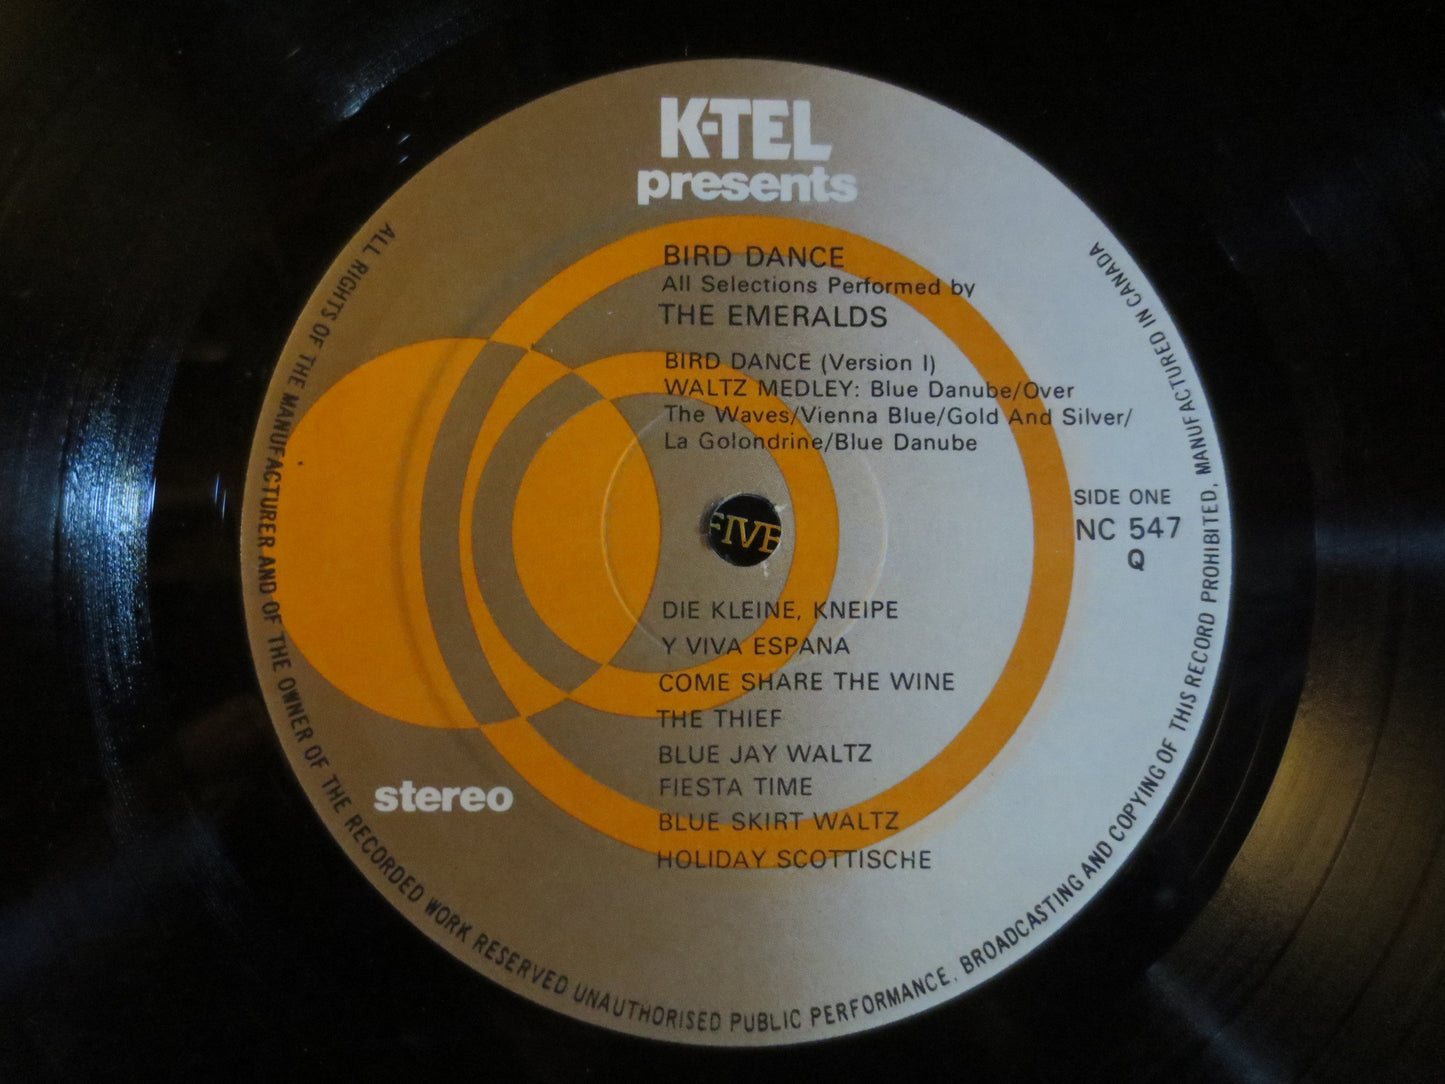 K-TEL
presents
BIRD DANCE
All Selections Performed by
THE EMERALDS
BIRD DANCE (Version I)
WALTZ MEDLEY: Blue Danube/Over
The Waves/Vienna Blue/Gold And Silver/
La Golondrine/Blue Danube
SIDE ONE
NC 547
Q
FIVE
DIE KLEINE, KNEIPE
Y VIVA ESPANA
COME SHARE THE WINE
THE THIEF
BLUE JAY WALTZ
FIESTA TIME
BLUE SKIRT WALTZ
HOLIDAY SCOTTISCHE
stereo
ALL RIGHTS OF THE MANUFACTURER AND OF THE OWNER OF THE RECORDED WORK RESERVED UNAUTHORISED PUBLIC PERFORMANCE, BROADCASTING AND COPYING OF THIS RECORD PROHIBITED, MANUFACTURED IN CANADA